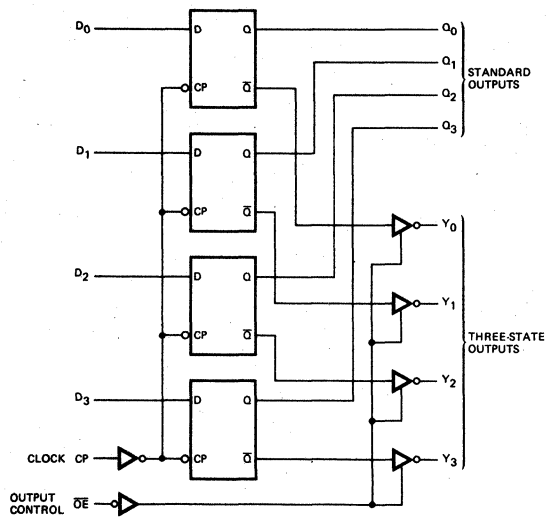 D0 D Q Q0
CP Q̅
Q1
STANDARD
OUTPUTS
Q2
D1 D Q Q3
CP Q̅
Y0
D2 D Q
CP Q̅
Y1
THREE-STATE
OUTPUTS
Y2
D3 D Q
CLOCK CP CP Q̅ Y3
OUTPUT
CONTROL O̅E̅